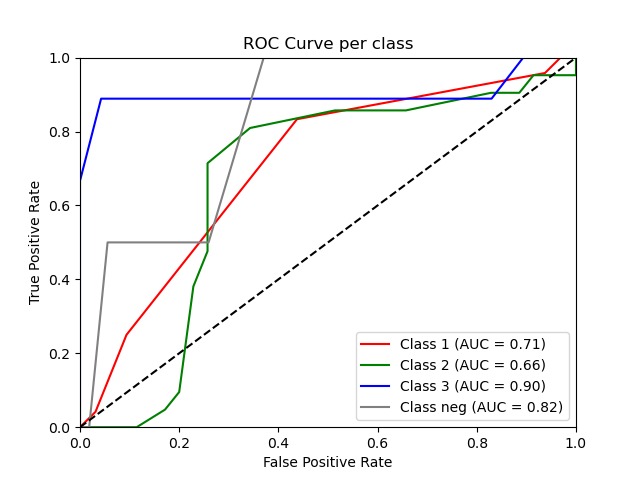 ROC Curve per class
True Positive Rate
1.0
0.8
0.6
0.4
0.2
0.0
Class 1 (AUC = 0.71)
Class 2 (AUC = 0.66)
Class 3 (AUC = 0.90)
Class neg (AUC = 0.82)
0.0 0.2 0.4 0.6 0.8 1.0
False Positive Rate